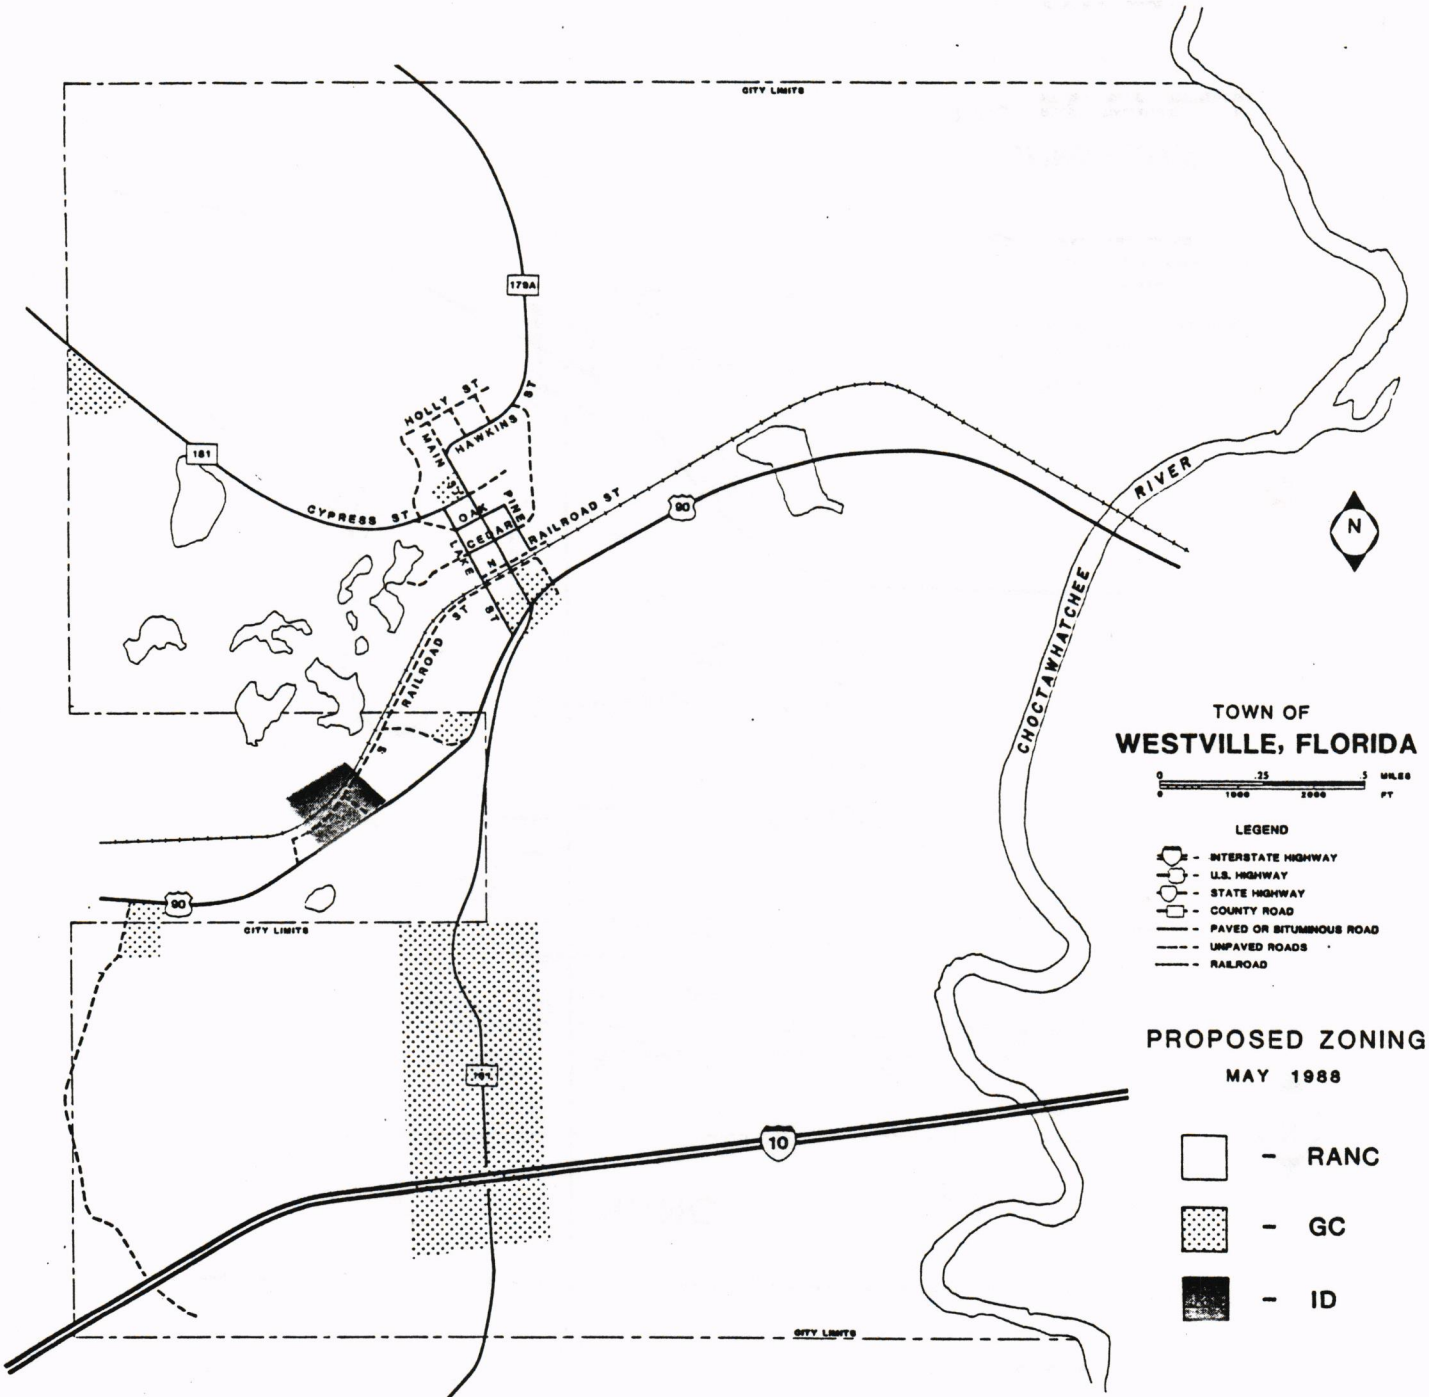 CITY LIMITS
179A
HOLLY ST
MAIN ST
HAWKINS ST
181
CYPRESS ST
OAK
PINE
CEDAR
LAKE ST
N RAILROAD ST
90
RIVER
N
CHOCTAWHATCHEE
S RAILROAD ST
TOWN OF
WESTVILLE, FLORIDA
0 .25 .5 MILES
0 1000 2000 FT
LEGEND
10 - INTERSTATE HIGHWAY
- U.S. HIGHWAY
- STATE HIGHWAY
- COUNTY ROAD
- PAVED OR BITUMINOUS ROAD
- UNPAVED ROADS
- RAILROAD
90
CITY LIMITS
PROPOSED ZONING
MAY 1988
181
10
- RANC
- GC
- ID
CITY LIMITS